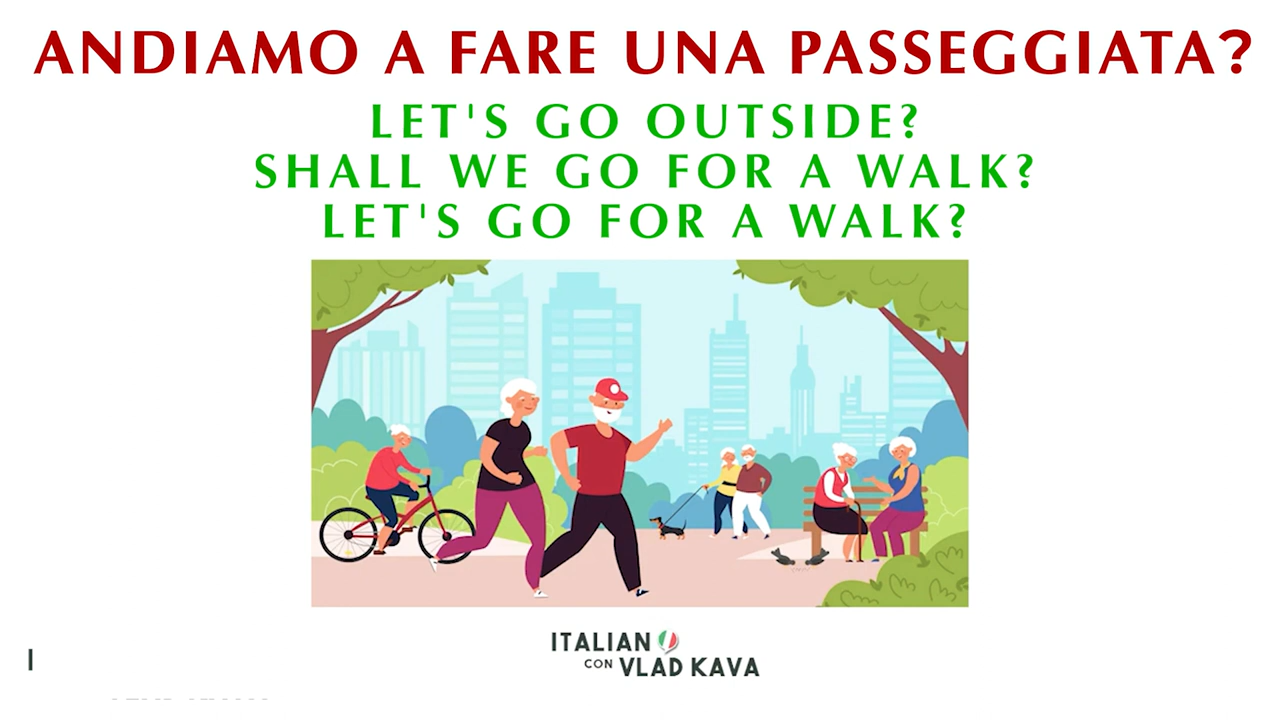 ANDIAMO A FARE UNA PASSEGGIATA?
LET'S GO OUTSIDE?
SHALL WE GO FOR A WALK?
LET'S GO FOR A WALK?
ITALIAN
CON VLAD KAVA